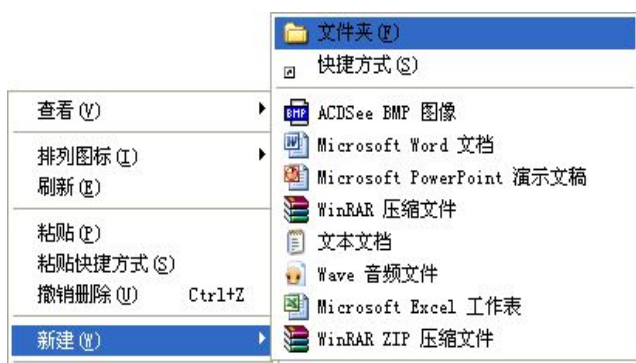 查看(V)
排列图标(I)
刷新(E)
粘贴(P)
粘贴快捷方式(S)
撤销删除(U) Ctrl+Z
新建(W)
文件夹(F)
快捷方式(S)
BMP ACDSee BMP 图像
Microsoft Word 文档
Microsoft PowerPoint 演示文稿
WinRAR 压缩文件
文本文档
Wave 音频文件
Microsoft Excel 工作表
WinRAR ZIP 压缩文件